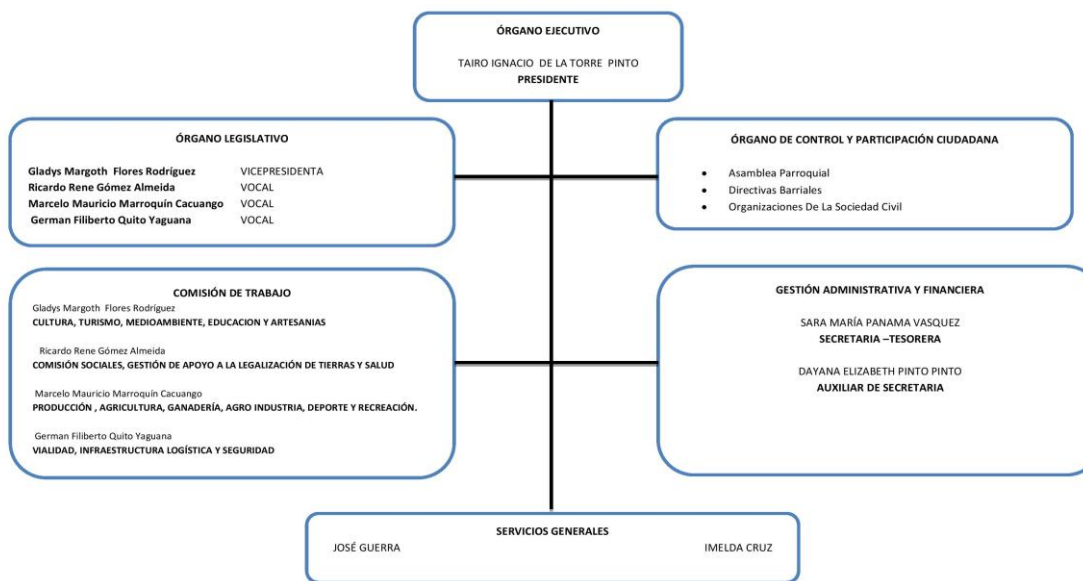 ÓRGANO EJECUTIVO
TAIRO IGNACIO DE LA TORRE PINTO
PRESIDENTE
ÓRGANO LEGISLATIVO
Gladys Margoth Flores Rodríguez VICEPRESIDENTA
Ricardo Rene Gómez Almeida VOCAL
Marcelo Mauricio Marroquín Cacuango VOCAL
German Filiberto Quito Yaguana VOCAL
ÓRGANO DE CONTROL Y PARTICIPACIÓN CIUDADANA
• Asamblea Parroquial
• Directivas Barriales
• Organizaciones De La Sociedad Civil
COMISIÓN DE TRABAJO
Gladys Margoth Flores Rodríguez
CULTURA, TURISMO, MEDIOAMBIENTE, EDUCACION Y ARTESANIAS
Ricardo Rene Gómez Almeida
COMISIÓN SOCIALES, GESTIÓN DE APOYO A LA LEGALIZACIÓN DE TIERRAS Y SALUD
Marcelo Mauricio Marroquín Cacuango
PRODUCCIÓN , AGRICULTURA, GANADERÍA, AGRO INDUSTRIA, DEPORTE Y RECREACIÓN.
German Filiberto Quito Yaguana
VIALIDAD, INFRAESTRUCTURA LOGÍSTICA Y SEGURIDAD
GESTIÓN ADMINISTRATIVA Y FINANCIERA
SARA MARÍA PANAMA VASQUEZ
SECRETARIA –TESORERA
DAYANA ELIZABETH PINTO PINTO
AUXILIAR DE SECRETARIA
SERVICIOS GENERALES
JOSÉ GUERRA IMELDA CRUZ